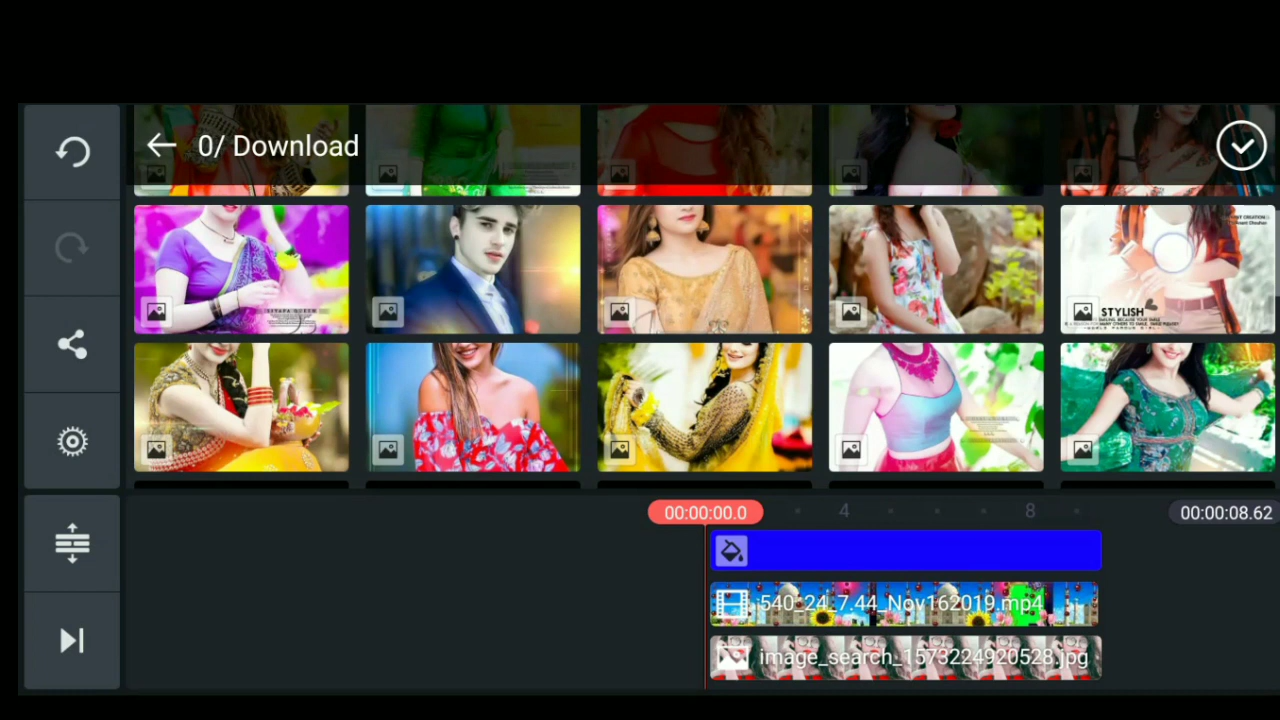 0/ Download
STYLISH
00:00:00.0
4
8
00:00:08.62
540_24_7.44_Nov162019.mp4
image_search_1573224920528.jpg